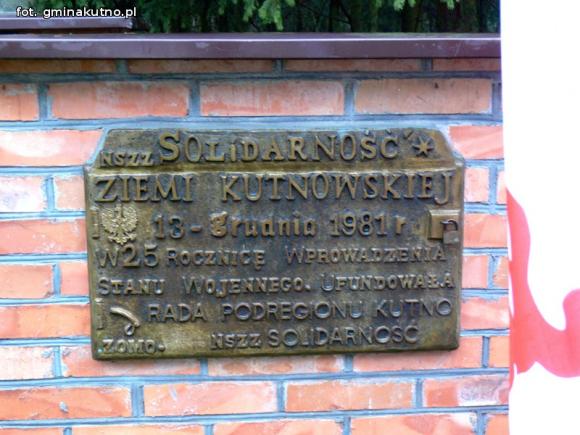 fot. gminakutno.pl
NSZZ SOLiDARNOŚĆ
ZIEMI KUTNOWSKIEJ
13 - Grudnia 1981 r.
W 25 ROCZNICĘ WPROWADZENIA
STANU WOJENNEGO. UFUNDOWAŁA
RADA PODREGIONU KUTNO
.ZOMO. NSZZ SOLIDARNOŚĆ